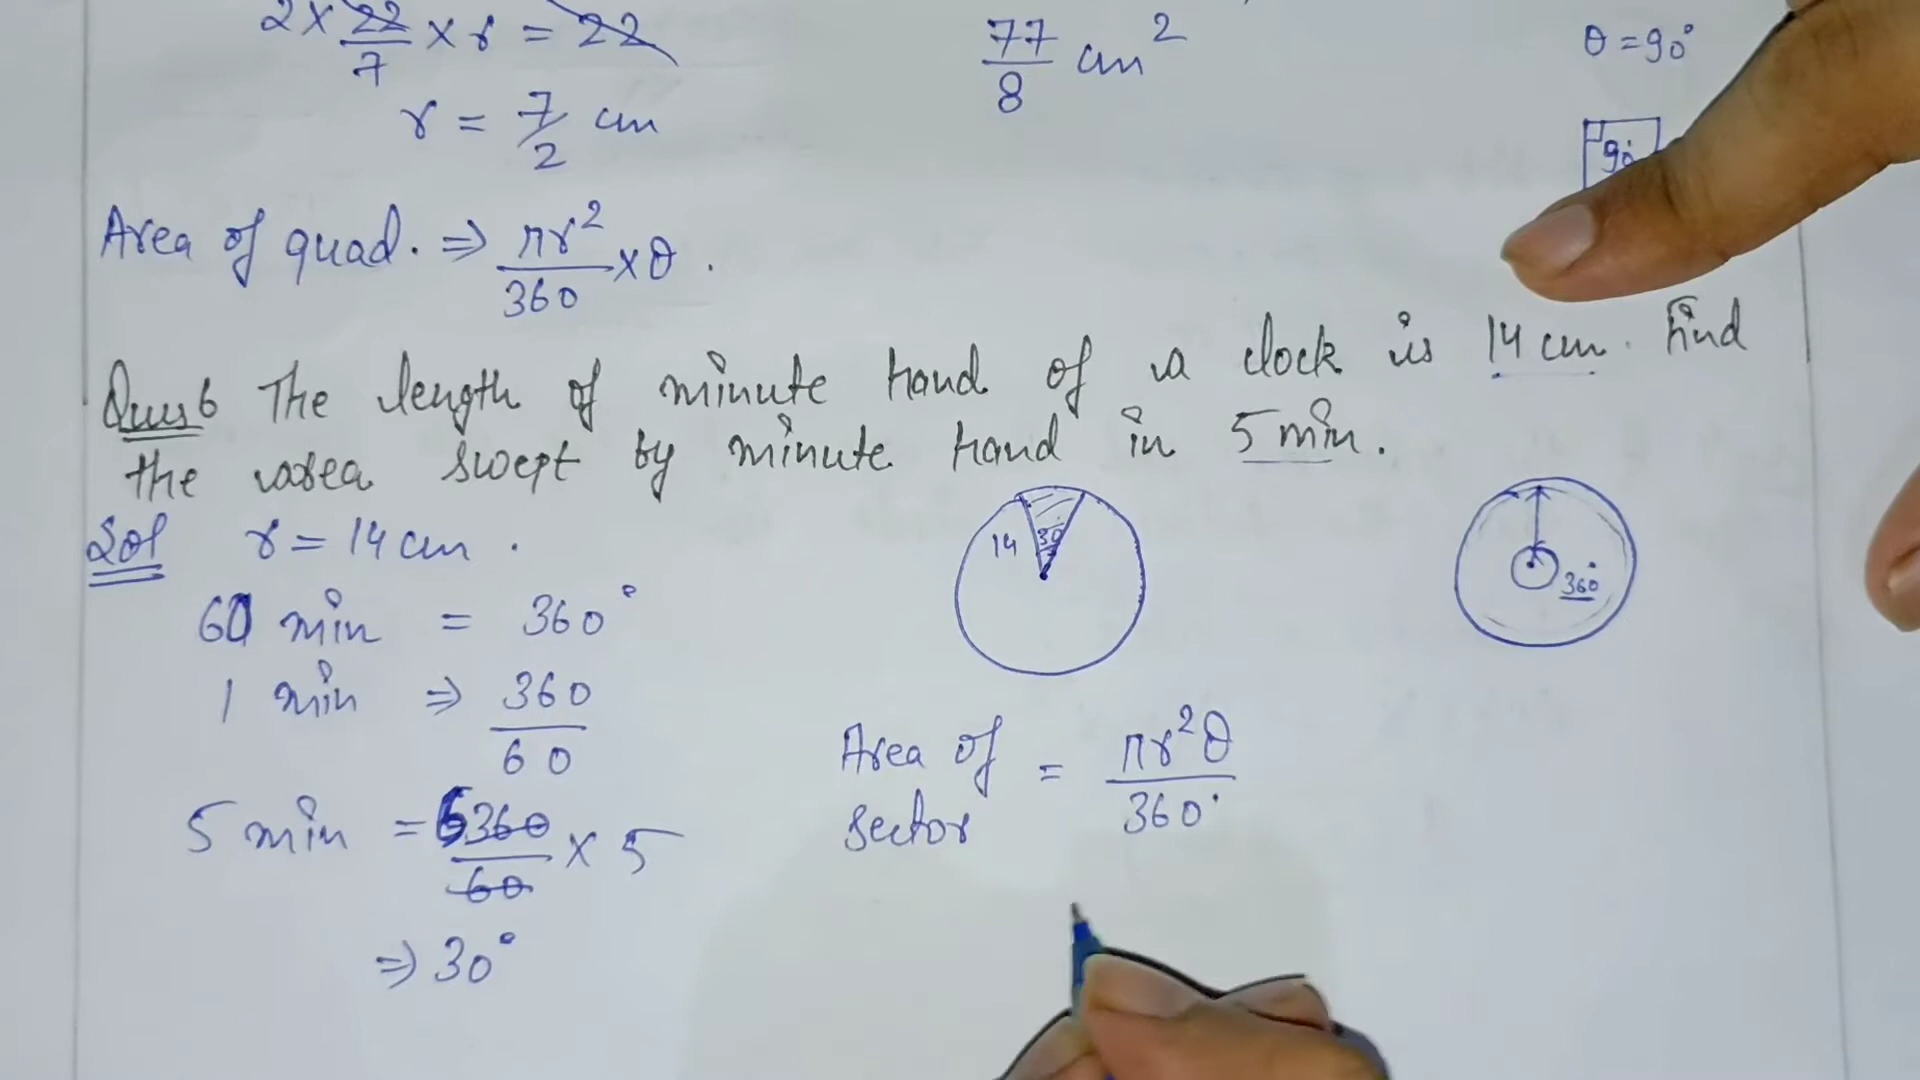 2 × 22/7 × r = 22
r = 7/2 cm
77/8 cm²
θ = 90°
90°
Area of quad. ⇒ πr²/360 × θ.
Ques 6 The length of minute hand of a clock is 14 cm. Find
the area swept by minute hand in 5 min.
Sol r = 14 cm.
60 min = 360°
1 min ⇒ 360/60
5 min = 6 360/60 × 5
⇒ 30°
14 30
360°
Area of sector = πr²θ/360°